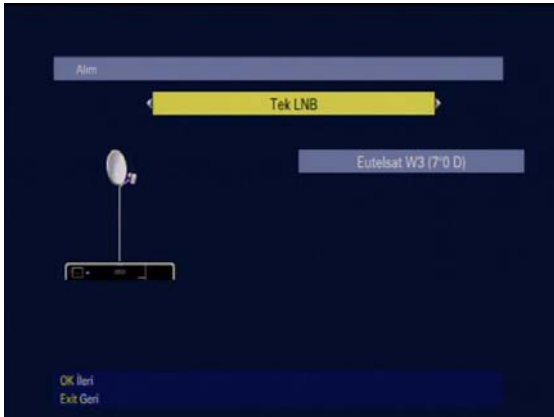 Alım
Tek LNB
Eutelsat W3 (7°0 D)
OK İleri
Exit Geri